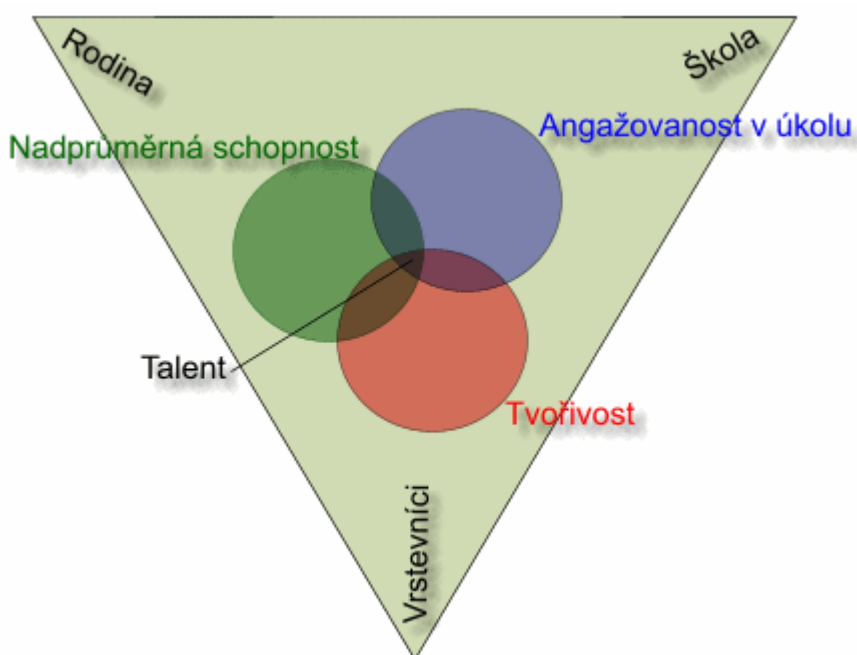 Rodina
Škola
Angažovanost v úkolu
Nadprůměrná schopnost
Talent
Tvořivost
Vrstevníci